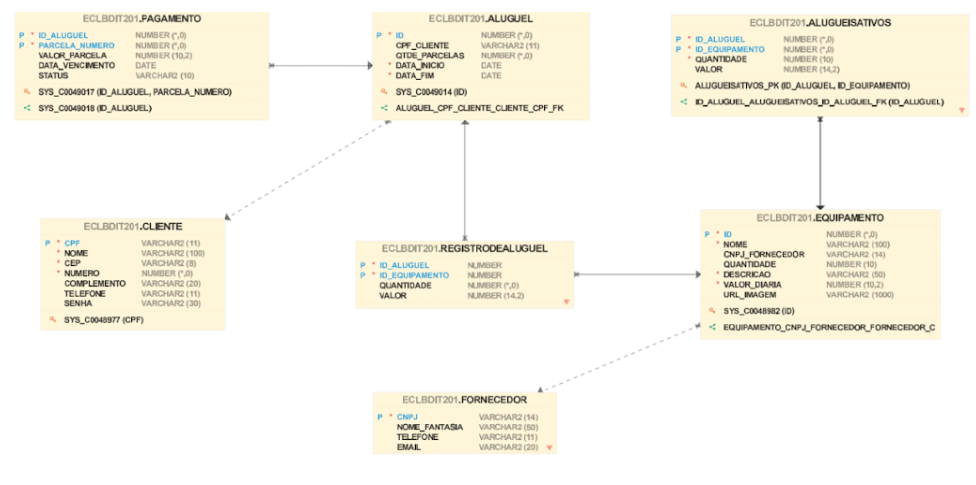 ECLBDIT201.PAGAMENTO
P * ID_ALUGUEL NUMBER (*,0)
P * PARCELA_NUMERO NUMBER (*,0)
VALOR_PARCELA NUMBER (10,2)
DATA_VENCIMENTO DATE
STATUS VARCHAR2 (10)
SYS_C0049017 (ID_ALUGUEL, PARCELA_NUMERO)
SYS_C0049018 (ID_ALUGUEL)
ECLBDIT201.ALUGUEL
P * ID NUMBER (*,0)
CPF_CLIENTE VARCHAR2 (11)
QTDE_PARCELAS NUMBER (*,0)
* DATA_INICIO DATE
* DATA_FIM DATE
SYS_C0049014 (ID)
ALUGUEL_CPF_CLIENTE_CLIENTE_CPF_FK
ECLBDIT201.ALUGUEISATIVOS
P * ID_ALUGUEL NUMBER (*,0)
P * ID_EQUIPAMENTO NUMBER (*,0)
* QUANTIDADE NUMBER (10)
VALOR NUMBER (14,2)
ALUGUEISATIVOS_PK (ID_ALUGUEL, ID_EQUIPAMENTO)
ID_ALUGUEL_ALUGUEISATIVOS_ID_ALUGUEL_FK (ID_ALUGUEL)
ECLBDIT201.CLIENTE
P * CPF VARCHAR2 (11)
* NOME VARCHAR2 (100)
* CEP VARCHAR2 (8)
* NUMERO NUMBER (*,0)
COMPLEMENTO VARCHAR2 (20)
TELEFONE VARCHAR2 (11)
SENHA VARCHAR2 (30)
SYS_C0048977 (CPF)
ECLBDIT201.REGISTRODEALUGUEL
P * ID_ALUGUEL NUMBER
P * ID_EQUIPAMENTO NUMBER
QUANTIDADE NUMBER (*,0)
VALOR NUMBER (14,2)
ECLBDIT201.EQUIPAMENTO
P * ID NUMBER (*,0)
* NOME VARCHAR2 (100)
CNPJ_FORNECEDOR VARCHAR2 (14)
QUANTIDADE NUMBER (10)
* DESCRICAO VARCHAR2 (50)
* VALOR_DIARIA NUMBER (10,2)
URL_IMAGEM VARCHAR2 (1000)
SYS_C0048982 (ID)
EQUIPAMENTO_CNPJ_FORNECEDOR_FORNECEDOR_C
ECLBDIT201.FORNECEDOR
P * CNPJ VARCHAR2 (14)
NOME_FANTASIA VARCHAR2 (50)
TELEFONE VARCHAR2 (11)
EMAIL VARCHAR2 (20)